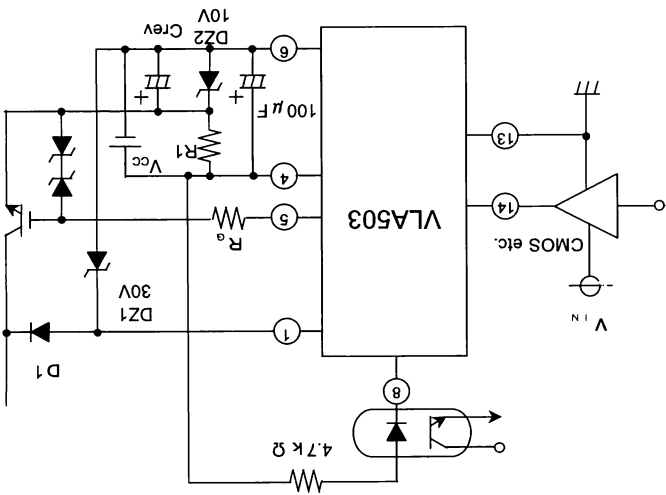 4.7kΩ
8
D1
1
V IN
DZ1
30V
CMOS etc.
14
VLA503
5
RG
4
R1
Vcc
13
100μF
+
+
6
DZ2
10V
Crev